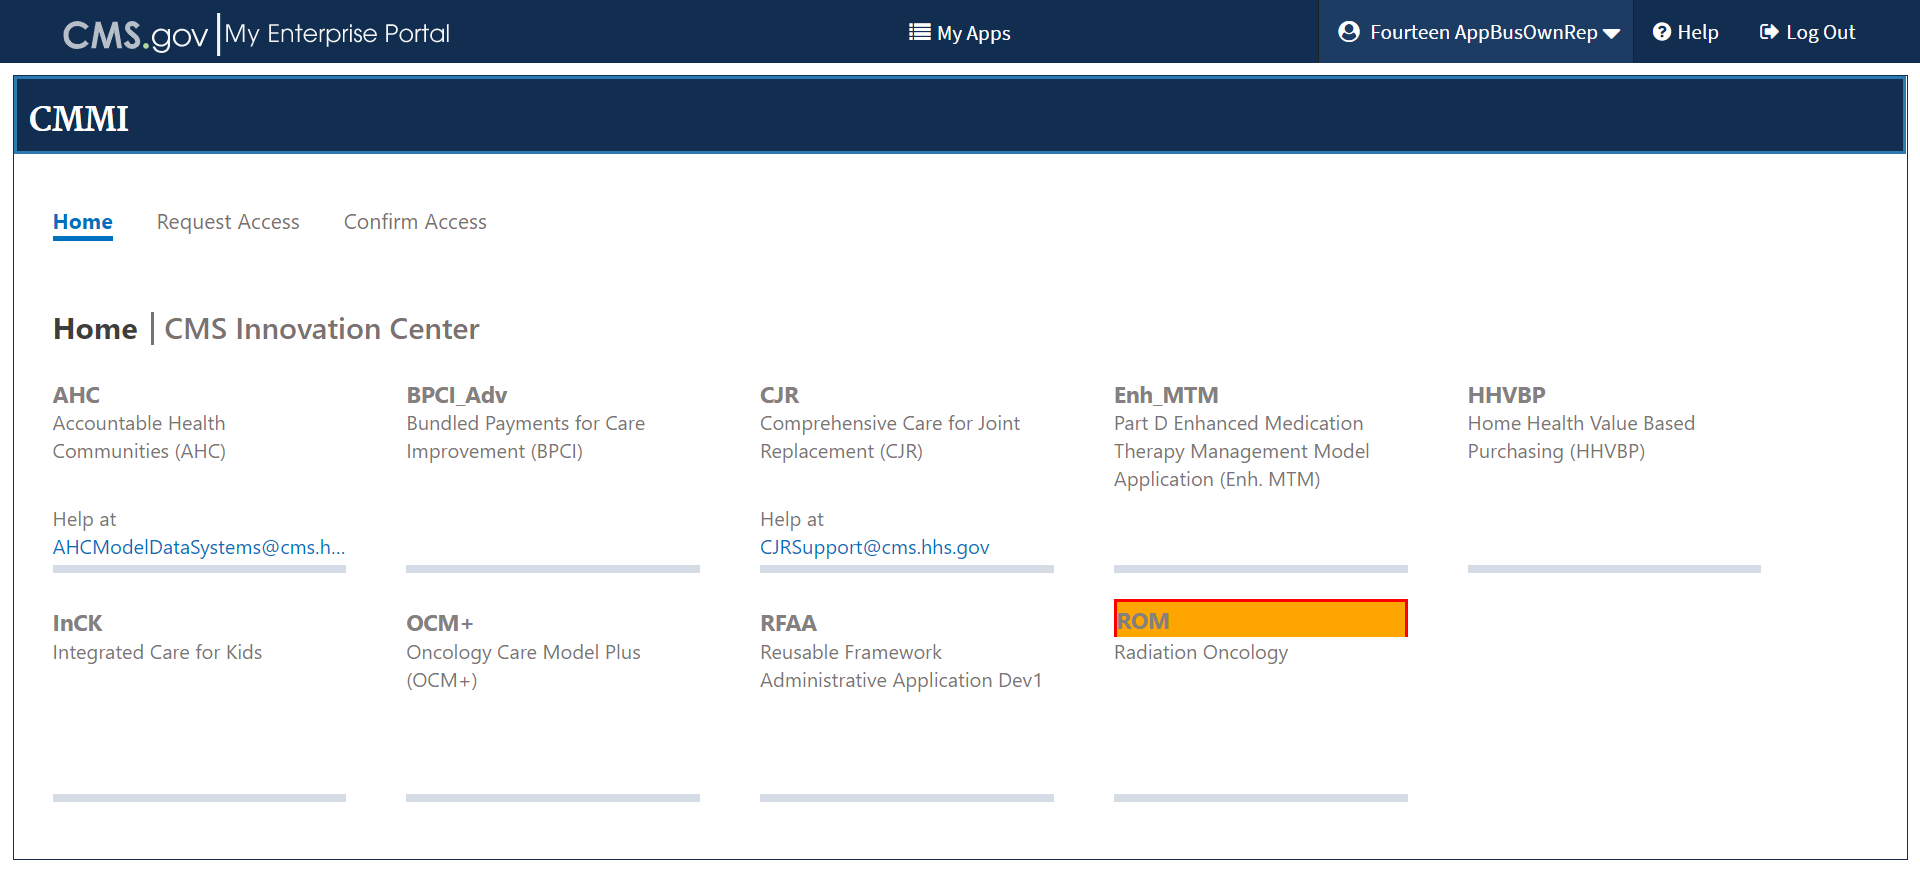 CMS.gov My Enterprise Portal
My Apps
Fourteen AppBusOwnRep
Help
Log Out
CMMI
Home
Request Access
Confirm Access
Home | CMS Innovation Center
AHC
Accountable Health
Communities (AHC)
Help at
AHCModelDataSystems@cms.h...
BPCI_Adv
Bundled Payments for Care
Improvement (BPCI)
CJR
Comprehensive Care for Joint
Replacement (CJR)
Help at
CJRSupport@cms.hhs.gov
Enh_MTM
Part D Enhanced Medication
Therapy Management Model
Application (Enh. MTM)
HHVBP
Home Health Value Based
Purchasing (HHVBP)
InCK
Integrated Care for Kids
OCM+
Oncology Care Model Plus
(OCM+)
RFAA
Reusable Framework
Administrative Application Dev1
ROM
Radiation Oncology